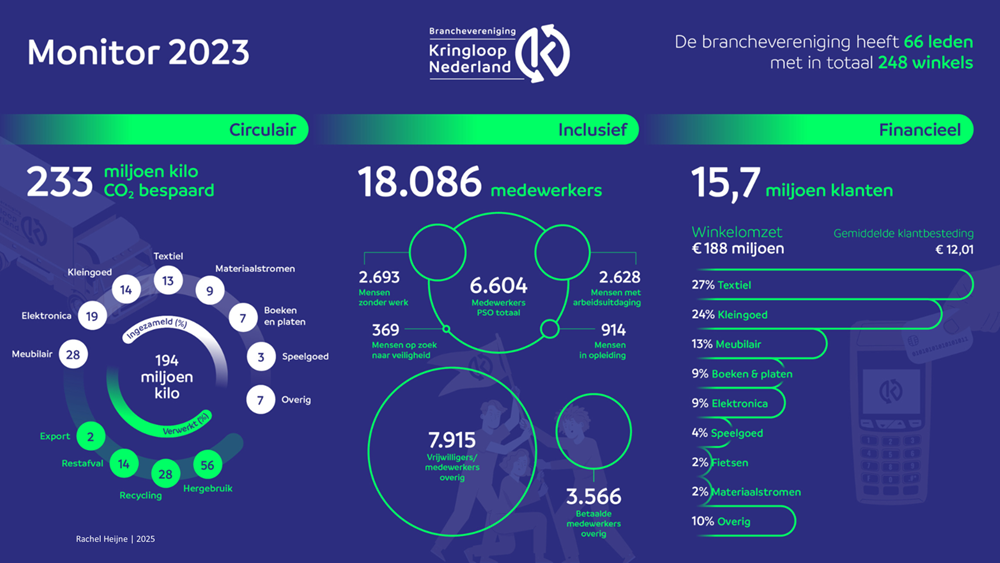 Monitor 2023
Branchevereniging
Kringloop
Nederland
De branchevereniging heeft 66 leden
met in totaal 248 winkels
Circulair
233 miljoen kilo
CO₂ bespaard
Textiel
13
Kleingoed
14
Materiaalstromen
9
Elektronica
19
Boeken
en platen
7
Meubilair
28
Speelgoed
3
Overig
7
Ingezameld (%)
194
miljoen
kilo
Verwerkt (%)
Export
2
Restafval
14
Recycling
28
Hergebruik
56
Inclusief
18.086 medewerkers
2.693
Mensen
zonder werk
6.604
Medewerkers
PSO totaal
2.628
Mensen met
arbeidsuitdaging
369
Mensen op zoek
naar veiligheid
914
Mensen
in opleiding
7.915
Vrijwilligers/
medewerkers
overig
3.566
Betaalde
medewerkers
overig
Financieel
15,7 miljoen klanten
Winkelomzet
€ 188 miljoen
Gemiddelde klantbesteding
€ 12,01
27% Textiel
24% Kleingoed
13% Meubilair
9% Boeken & platen
9% Elektronica
4% Speelgoed
2% Fietsen
2% Materiaalstromen
10% Overig
Rachel Heijne | 2025